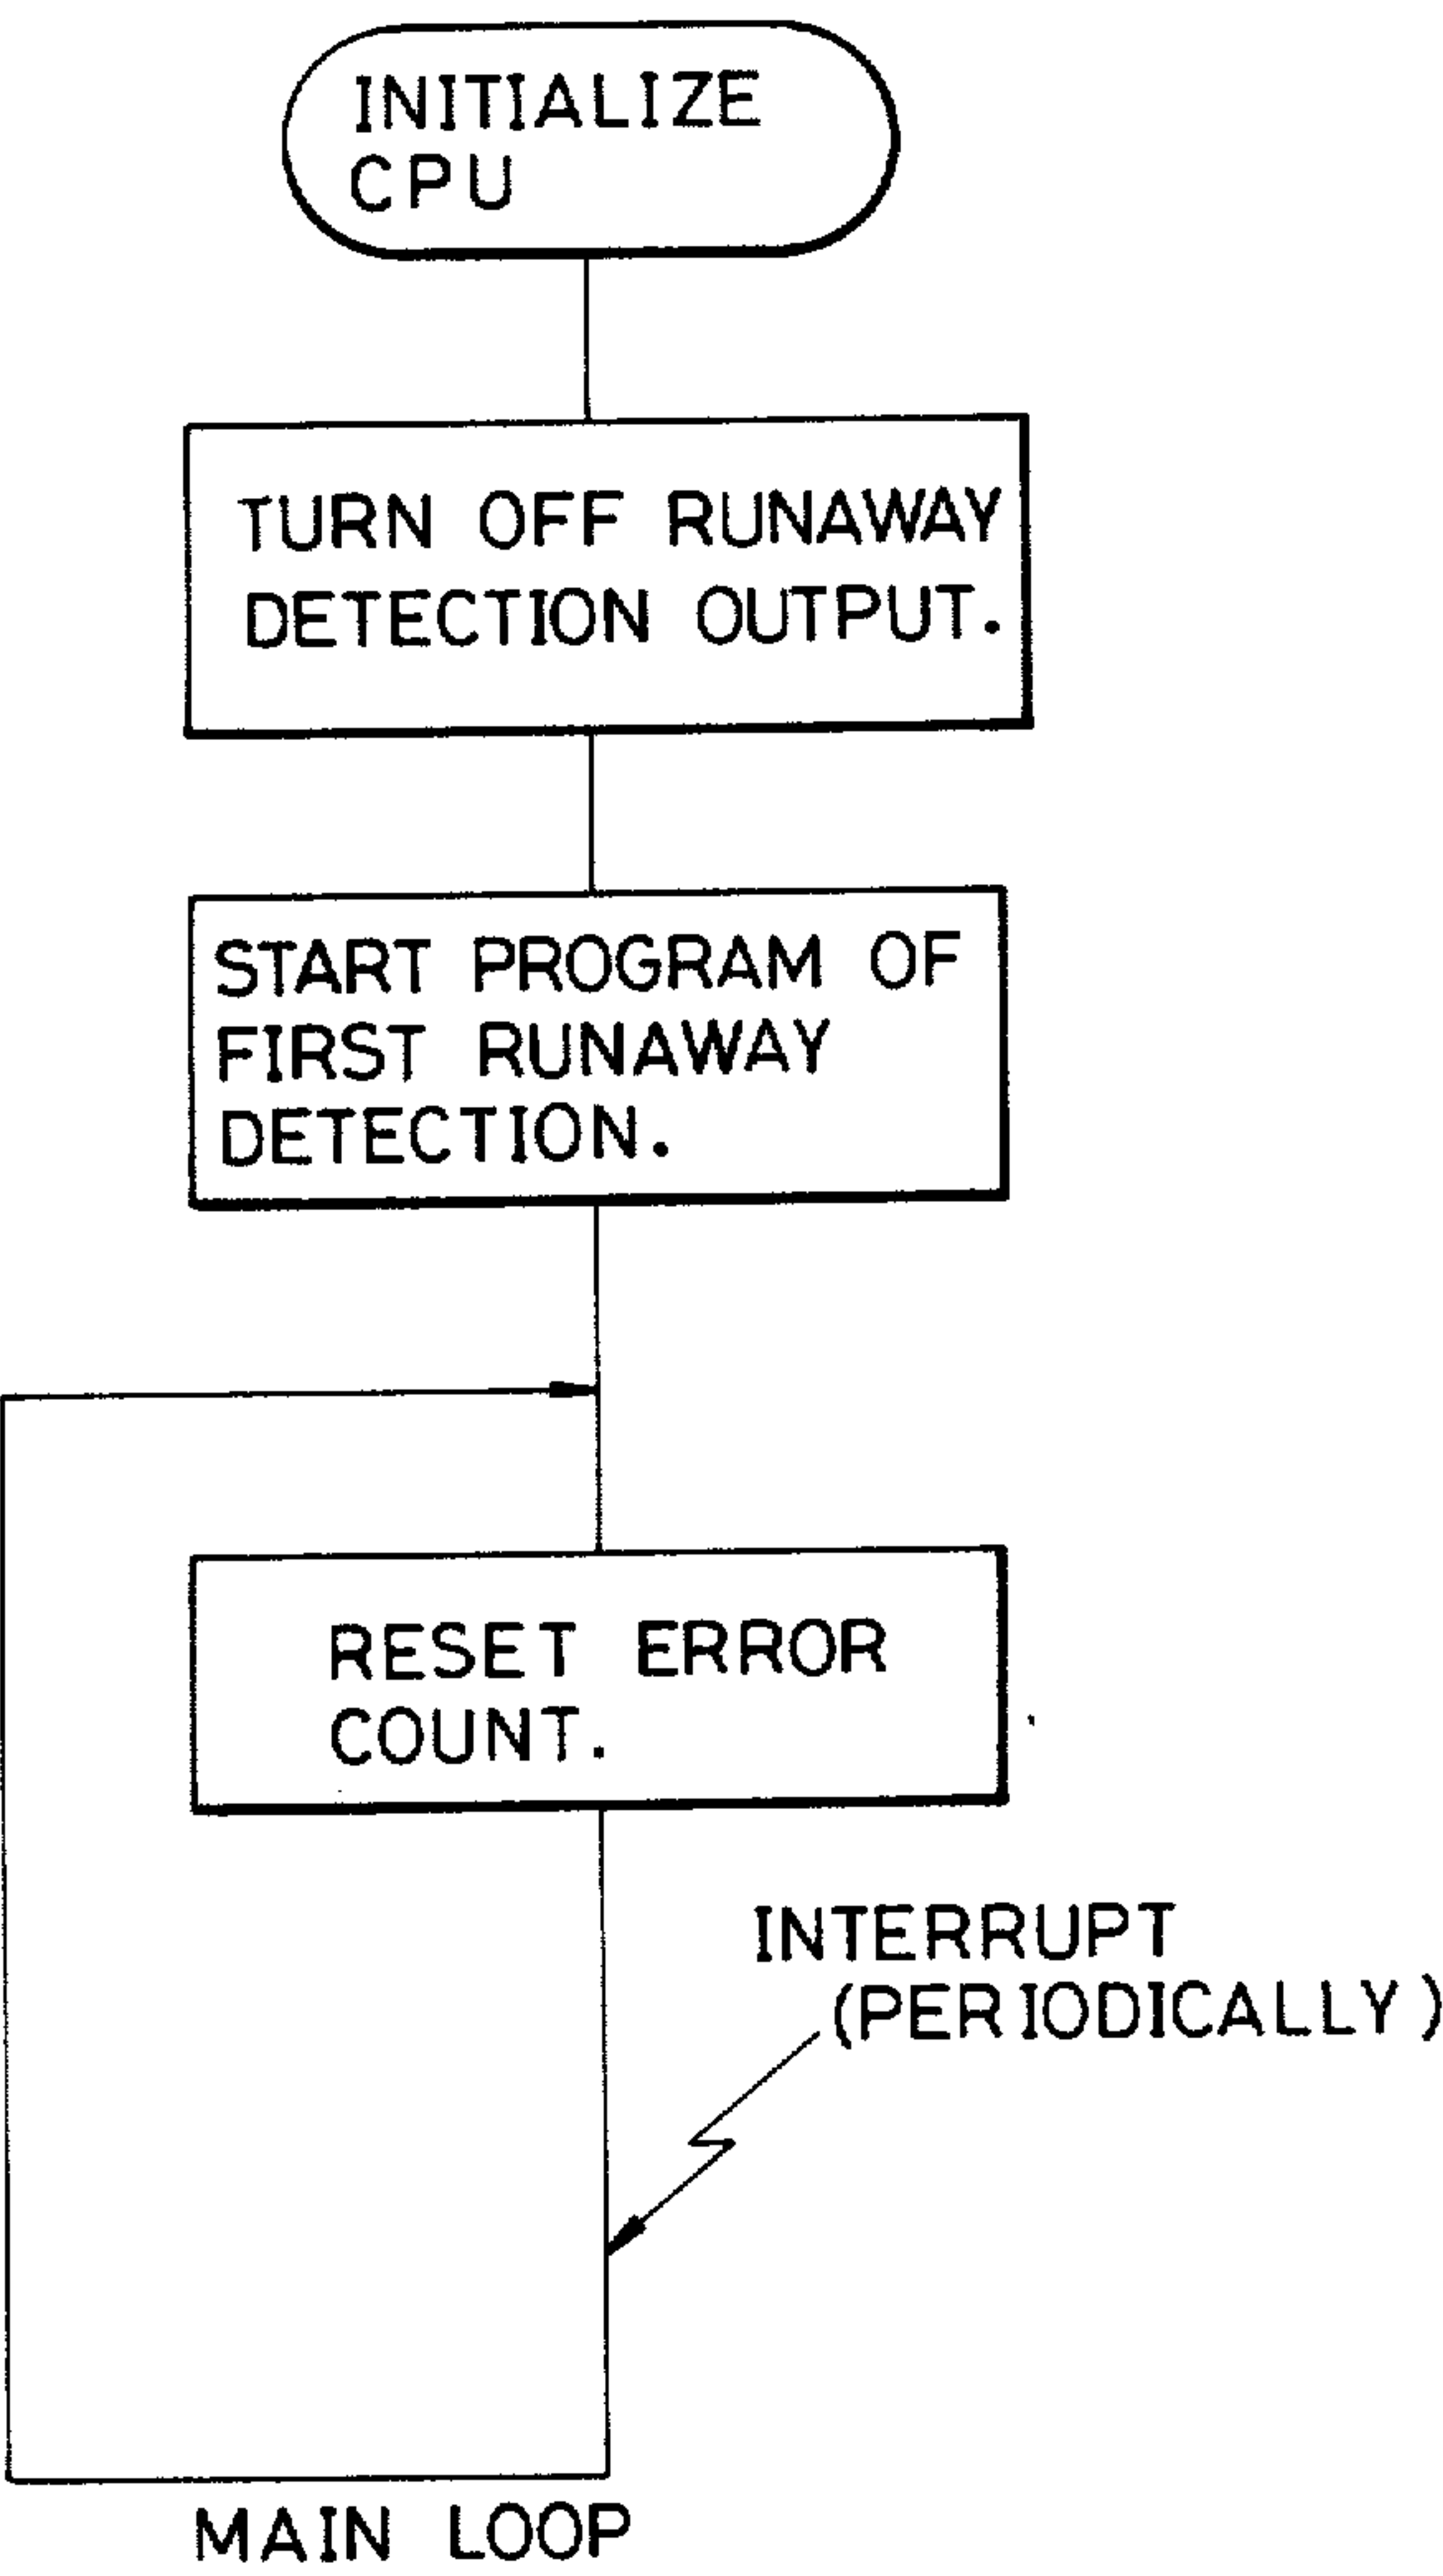 INITIALIZE
CPU
TURN OFF RUNAWAY
DETECTION OUTPUT.
START PROGRAM OF
FIRST RUNAWAY
DETECTION.
RESET ERROR
COUNT.
INTERRUPT
(PERIODICALLY)
MAIN LOOP